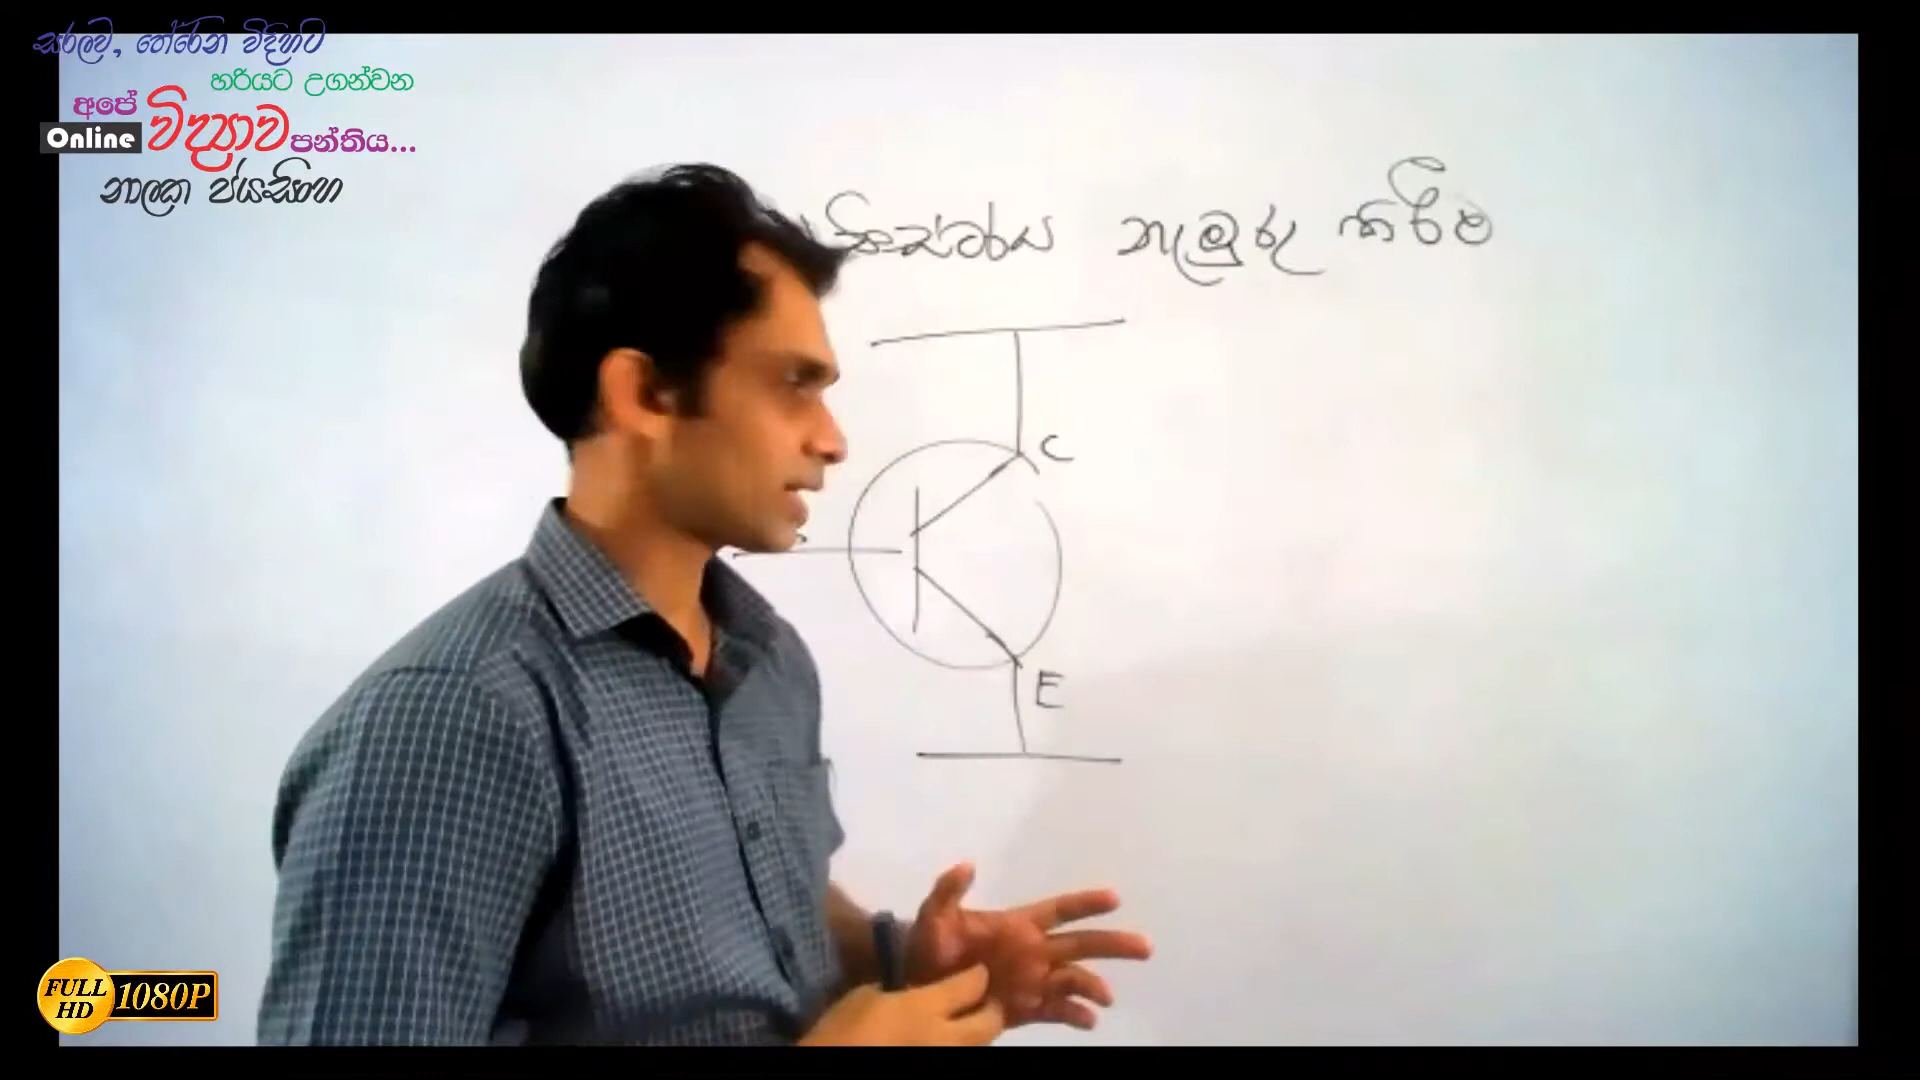 සරලව, තේරෙන විදිහට
හරියට උගන්වන
අපේ
Online විද්‍යාව පන්තිය...
නාලක ජයසිංහ
නැඹුරු කිරීම
C
E
FULL HD 1080P